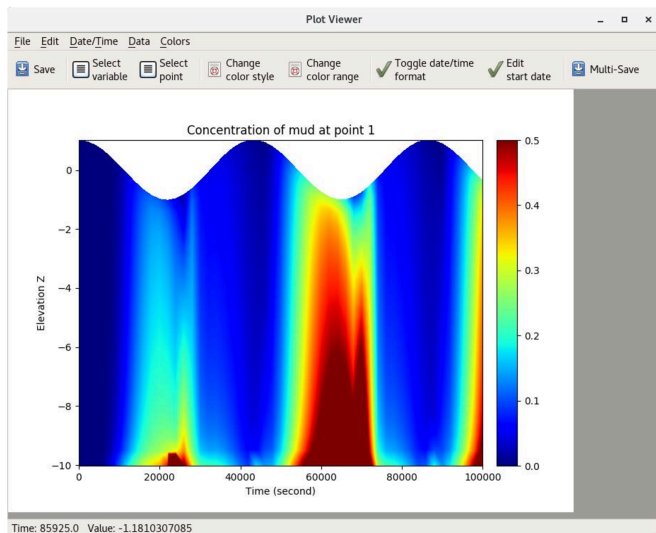 Plot Viewer
File Edit Date/Time Data Colors
Save Select variable Select point Change color style Change color range Toggle date/time format Edit start date Multi-Save
Concentration of mud at point 1
0.5
0.4
0.3
0.2
0.1
0.0
Elevation Z
0
−2
−4
−6
−8
−10
0 20000 40000 60000 80000 100000
Time (second)
Time: 85925.0 Value: -1.1810307085